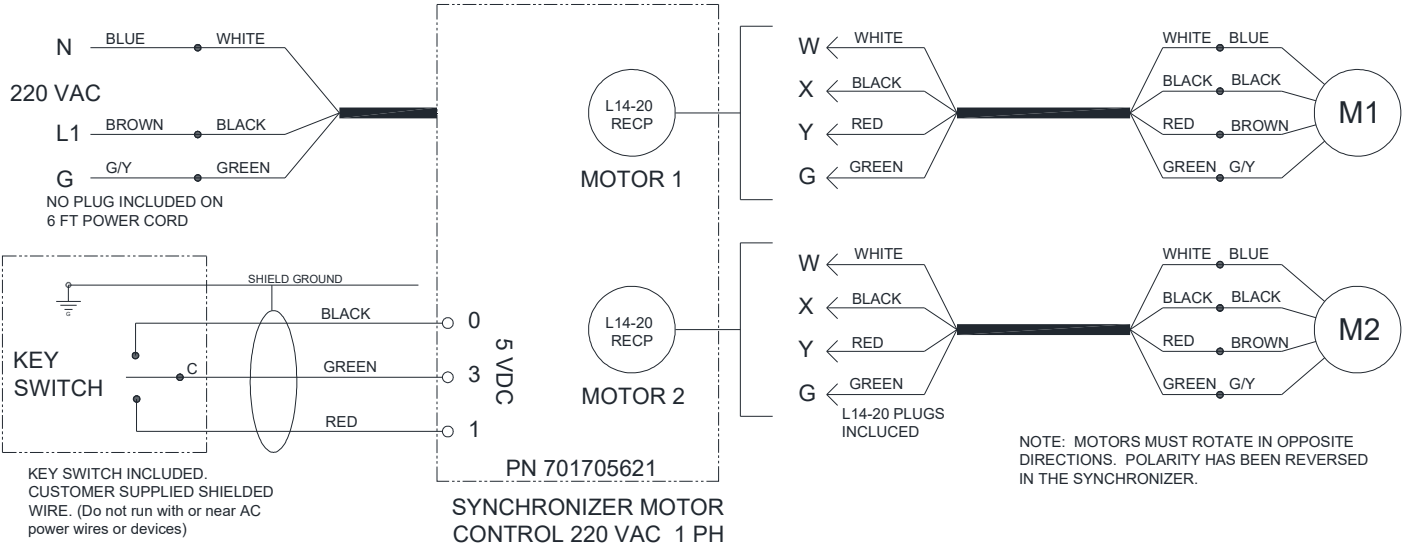 N BLUE WHITE
220 VAC
L1 BROWN BLACK
G G/Y GREEN
NO PLUG INCLUDED ON
6 FT POWER CORD
SHIELD GROUND
G
BLACK 0
KEY
SWITCH
C GREEN 3
RED 1
5 VDC
KEY SWITCH INCLUDED.
CUSTOMER SUPPLIED SHIELDED
WIRE. (Do not run with or near AC
power wires or devices)
L14-20
RECP
MOTOR 1
L14-20
RECP
MOTOR 2
PN 701705621
SYNCHRONIZER MOTOR
CONTROL 220 VAC 1 PH
W WHITE WHITE BLUE
X BLACK BLACK BLACK
Y RED RED BROWN
G GREEN GREEN G/Y
M1
W WHITE WHITE BLUE
X BLACK BLACK BLACK
Y RED RED BROWN
G GREEN GREEN G/Y
M2
L14-20 PLUGS
INCLUCED
NOTE: MOTORS MUST ROTATE IN OPPOSITE
DIRECTIONS. POLARITY HAS BEEN REVERSED
IN THE SYNCHRONIZER.